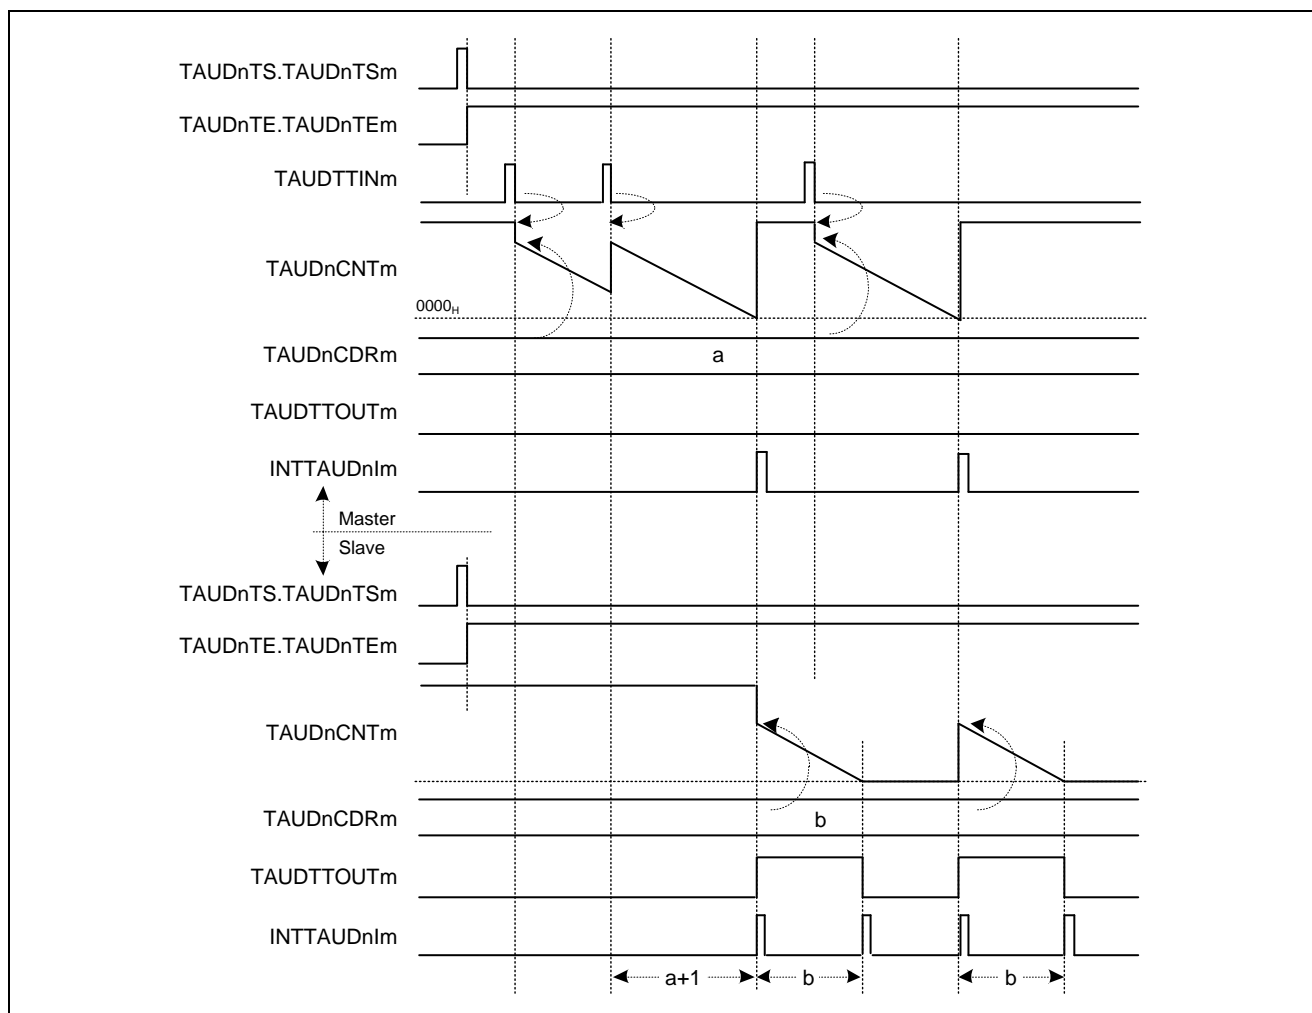 TAUDnTS.TAUDnTSm
TAUDnTE.TAUDnTEm
TAUDTTINm
TAUDnCNTm
0000H
TAUDnCDRm
a
TAUDTTOUTm
INTTAUDnIm
Master
Slave
TAUDnTS.TAUDnTSm
TAUDnTE.TAUDnTEm
TAUDnCNTm
TAUDnCDRm
b
TAUDTTOUTm
INTTAUDnIm
a+1 b b